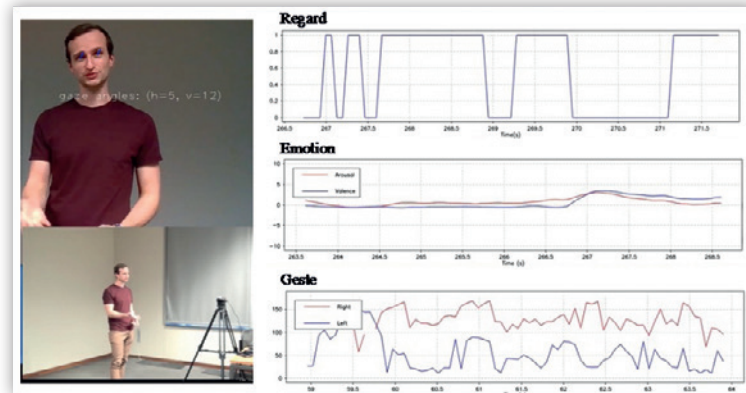 gaze angles: (h=5, v=12)
Regard
1
0.8
0.6
0.4
0.2
0
266.5 267 267.5 268 268.5 269 269.5 270 270.5 271 271.5
Time(s)
Emotion
Arousal
Valence
10
5
0
−5
−10
263.5 264 264.5 265 265.5 266 266.5 267 267.5 268 268.5
Time (s)
Geste
Right
Left
150
100
50
0
59 59.5 60 60.5 61 61.5 62 62.5 63 63.5 64